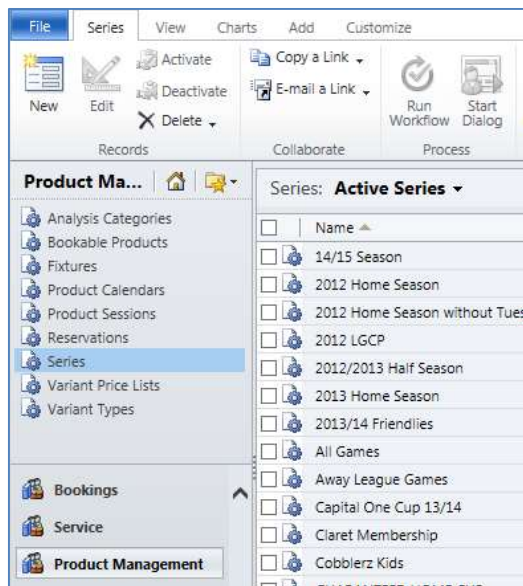 File Series View Charts Add Customize
New
Edit
Activate
Deactivate
Delete
Records
Copy a Link
E-mail a Link
Collaborate
Run Workflow
Start Dialog
Process
Product Ma...
Analysis Categories
Bookable Products
Fixtures
Product Calendars
Product Sessions
Reservations
Series
Variant Price Lists
Variant Types
Bookings
Service
Product Management
Series: Active Series
Name
14/15 Season
2012 Home Season
2012 Home Season without Tues
2012 LGCP
2012/2013 Half Season
2013 Home Season
2013/14 Friendlies
All Games
Away League Games
Capital One Cup 13/14
Claret Membership
Cobblerz Kids